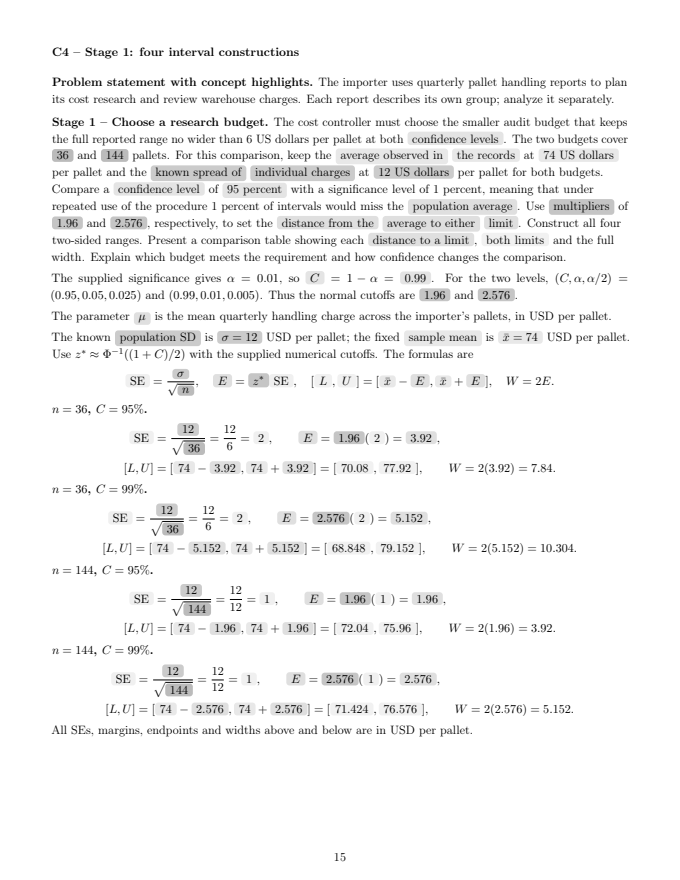 C4 – Stage 1: four interval constructions
Problem statement with concept highlights. The importer uses quarterly pallet handling reports to plan
its cost research and review warehouse charges. Each report describes its own group; analyze it separately.
Stage 1 – Choose a research budget. The cost controller must choose the smaller audit budget that keeps
the full reported range no wider than 6 US dollars per pallet at both confidence levels. The two budgets cover
36 and 144 pallets. For this comparison, keep the average observed in the records at 74 US dollars
per pallet and the known spread of individual charges at 12 US dollars per pallet for both budgets.
Compare a confidence level of 95 percent with a significance level of 1 percent, meaning that under
repeated use of the procedure 1 percent of intervals would miss the population average. Use multipliers of
1.96 and 2.576, respectively, to set the distance from the average to either limit. Construct all four
two-sided ranges. Present a comparison table showing each distance to a limit, both limits and the full
width. Explain which budget meets the requirement and how confidence changes the comparison.
The supplied significance gives α = 0.01, so C = 1 − α = 0.99. For the two levels, (C, α, α/2) =
(0.95, 0.05, 0.025) and (0.99, 0.01, 0.005). Thus the normal cutoffs are 1.96 and 2.576.
The parameter μ is the mean quarterly handling charge across the importer's pallets, in USD per pallet.
The known population SD is σ = 12 USD per pallet; the fixed sample mean is x̄ = 74 USD per pallet.
Use z* ≈ Φ⁻¹((1 + C)/2) with the supplied numerical cutoffs. The formulas are
SE = σ/√n, E = z* SE, [L, U] = [x̄ − E, x̄ + E], W = 2E.
n = 36, C = 95%.
SE = 12/√36 = 12/6 = 2, E = 1.96(2) = 3.92,
[L, U] = [74 − 3.92, 74 + 3.92] = [70.08, 77.92], W = 2(3.92) = 7.84.
n = 36, C = 99%.
SE = 12/√36 = 12/6 = 2, E = 2.576(2) = 5.152,
[L, U] = [74 − 5.152, 74 + 5.152] = [68.848, 79.152], W = 2(5.152) = 10.304.
n = 144, C = 95%.
SE = 12/√144 = 12/12 = 1, E = 1.96(1) = 1.96,
[L, U] = [74 − 1.96, 74 + 1.96] = [72.04, 75.96], W = 2(1.96) = 3.92.
n = 144, C = 99%.
SE = 12/√144 = 12/12 = 1, E = 2.576(1) = 2.576,
[L, U] = [74 − 2.576, 74 + 2.576] = [71.424, 76.576], W = 2(2.576) = 5.152.
All SEs, margins, endpoints and widths above and below are in USD per pallet.
15